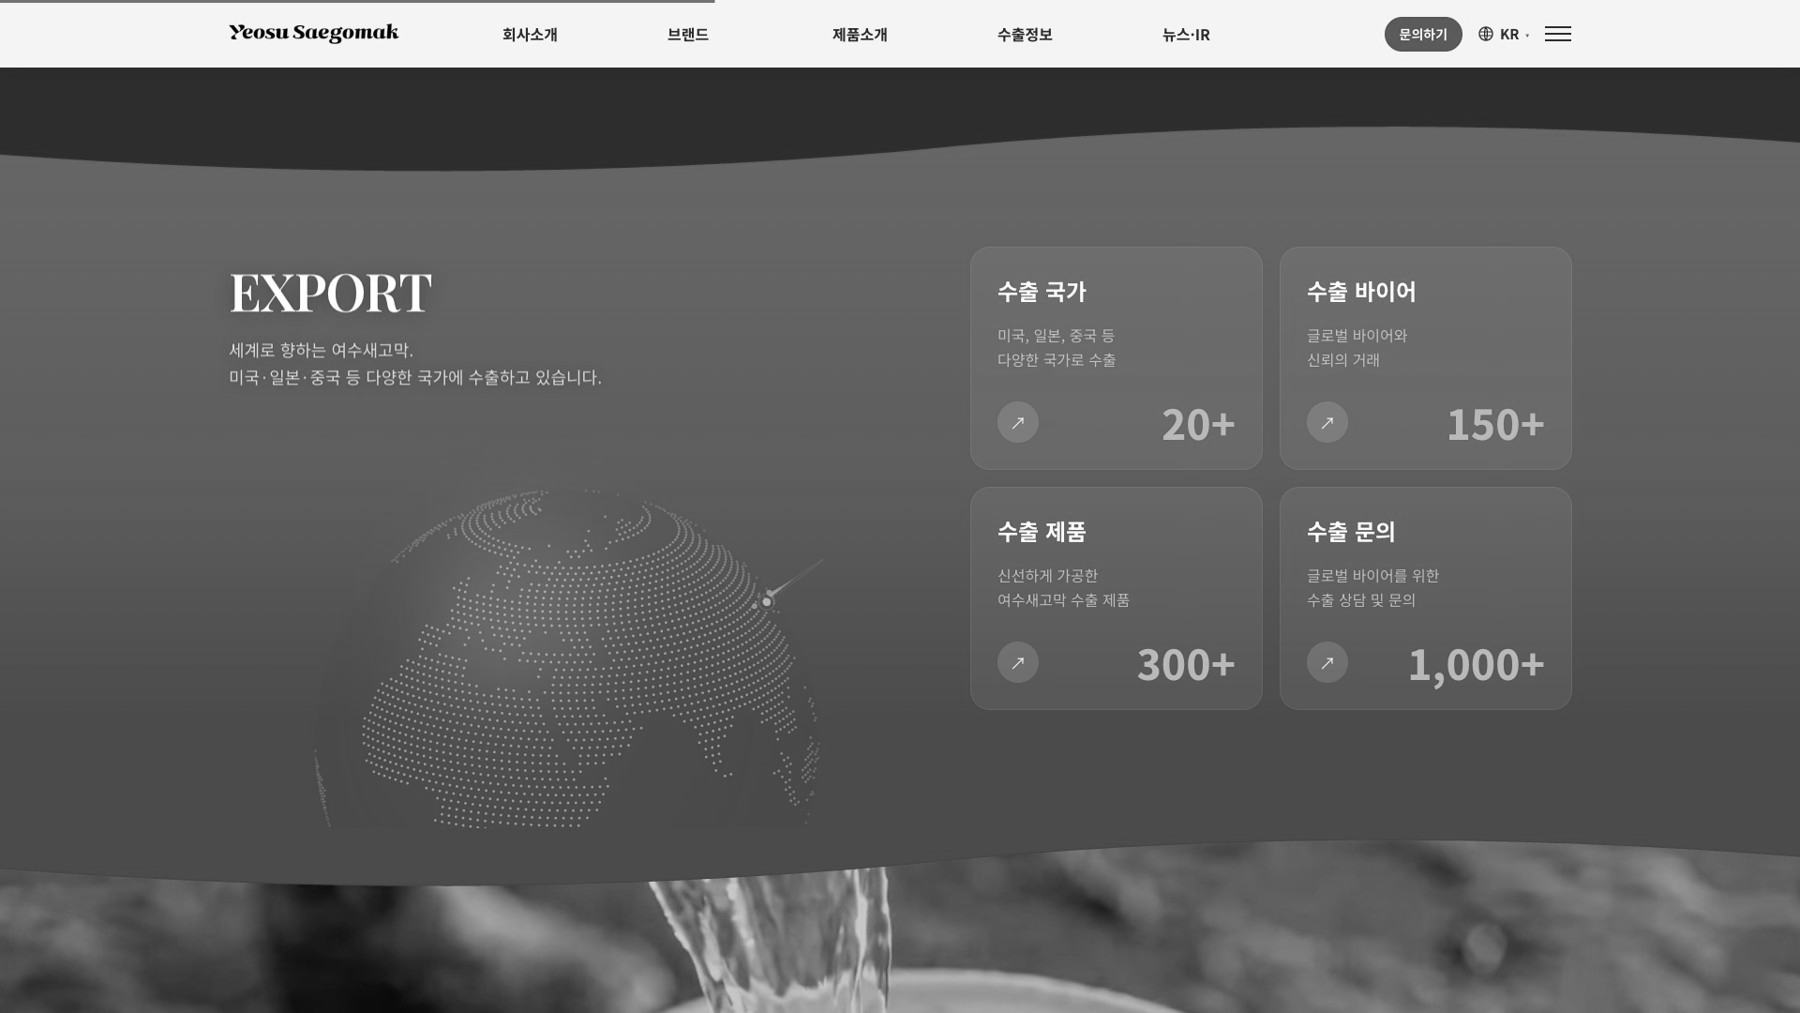 Yeosu Saegomak
회사소개
브랜드
제품소개
수출정보
뉴스·IR
문의하기
KR
EXPORT
세계로 향하는 여수새고막.
미국·일본·중국 등 다양한 국가에 수출하고 있습니다.
수출 국가
미국, 일본, 중국 등
다양한 국가로 수출
20+
수출 바이어
글로벌 바이어와
신뢰의 거래
150+
수출 제품
신선하게 가공한
여수새고막 수출 제품
300+
수출 문의
글로벌 바이어를 위한
수출 상담 및 문의
1,000+